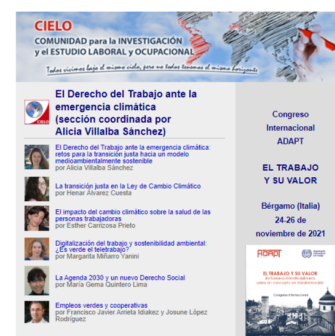 CIELO
COMUNIDAD para la INVESTIGACIÓN
y el ESTUDIO LABORAL y OCUPACIONAL
Todos vivimos bajo el mismo cielo, pero no todos tenemos el mismo horizonte
CIELO
El Derecho del Trabajo ante la
emergencia climática
(sección coordinada por
Alicia Villalba Sánchez)
El Derecho del Trabajo ante la emergencia climática:
retos para la transición justa hacia un modelo
medioambientalmente sostenible
por Alicia Villalba Sánchez
La transición justa en la Ley de Cambio Climático
por Henar Álvarez Cuesta
El impacto del cambio climático sobre la salud de las
personas trabajadoras
por Esther Carrizosa Prieto
Digitalización del trabajo y sostenibilidad ambiental:
¿Es verde el teletrabajo?
por Margarita Miñarro Yanini
La Agenda 2030 y un nuevo Derecho Social
por María Gema Quintero Lima
Empleos verdes y cooperativas
por Francisco Javier Arrieta Idiakez y Josune López
Rodríguez
Congreso
Internacional
ADAPT
EL TRABAJO
Y SU VALOR
Bérgamo (Italia)
24-26 de
noviembre de 2021
ADAPT
EL TRABAJO Y SU VALOR